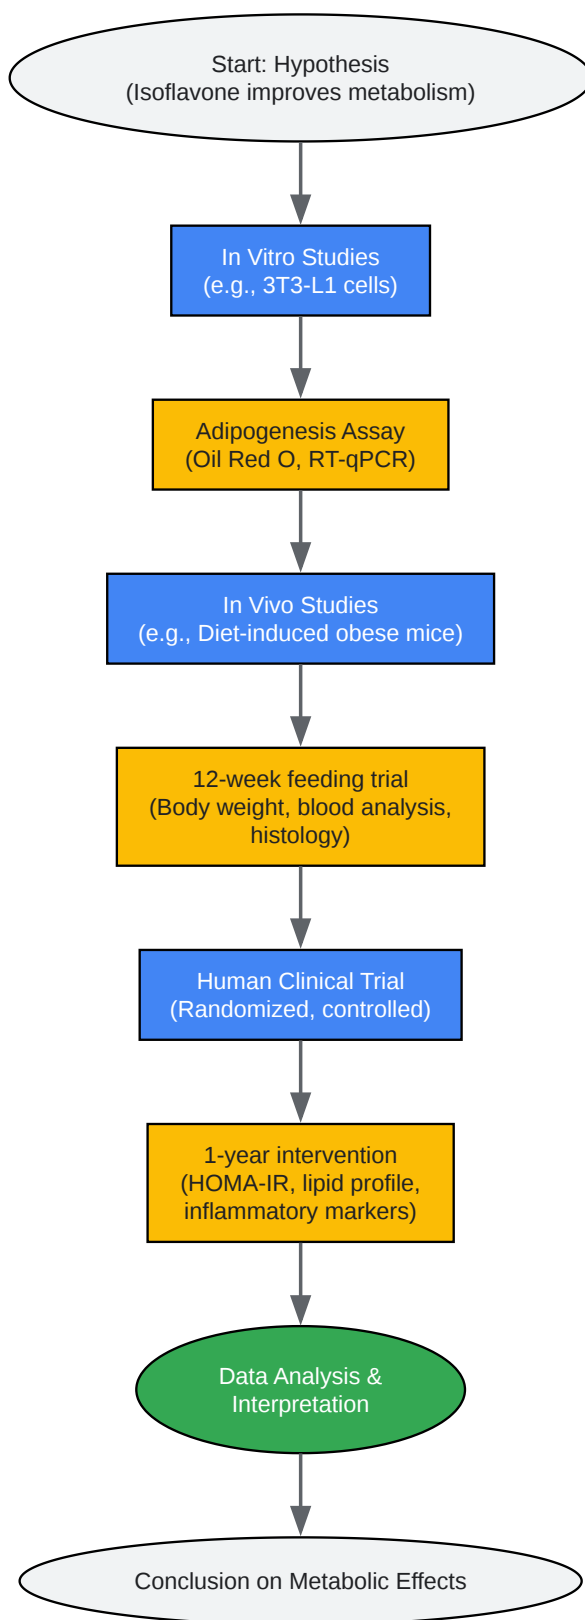 Start: Hypothesis
(Isoflavone improves metabolism)
In Vitro Studies
(e.g., 3T3-L1 cells)
Adipogenesis Assay
(Oil Red O, RT-qPCR)
In Vivo Studies
(e.g., Diet-induced obese mice)
12-week feeding trial
(Body weight, blood analysis,
histology)
Human Clinical Trial
(Randomized, controlled)
1-year intervention
(HOMA-IR, lipid profile,
inflammatory markers)
Data Analysis &
Interpretation
Conclusion on Metabolic Effects